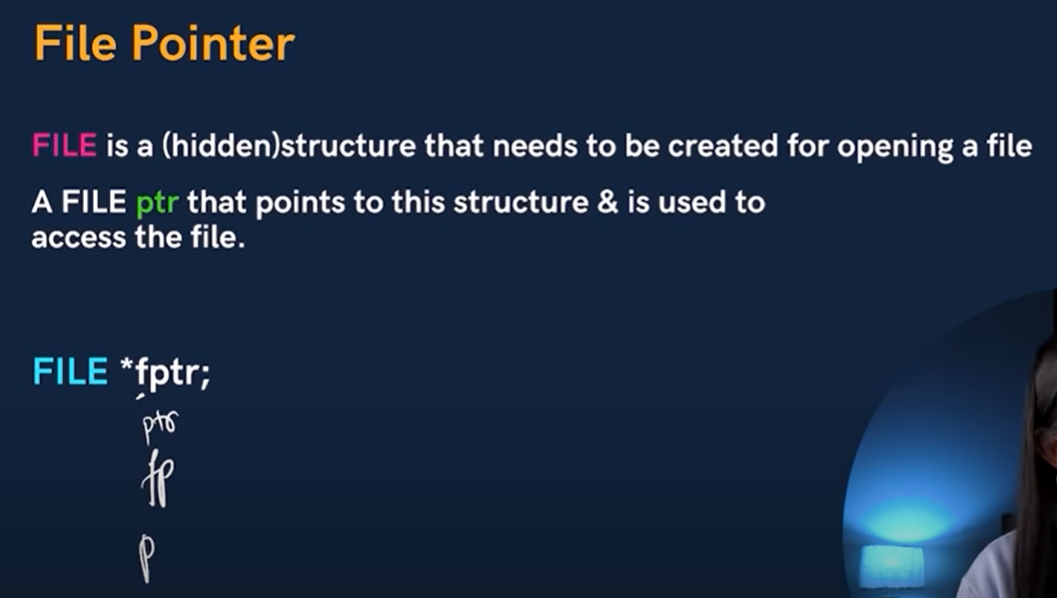 File Pointer
FILE is a (hidden)structure that needs to be created for opening a file
A FILE ptr that points to this structure & is used to
access the file.
FILE *fptr;
ptr
fp
p